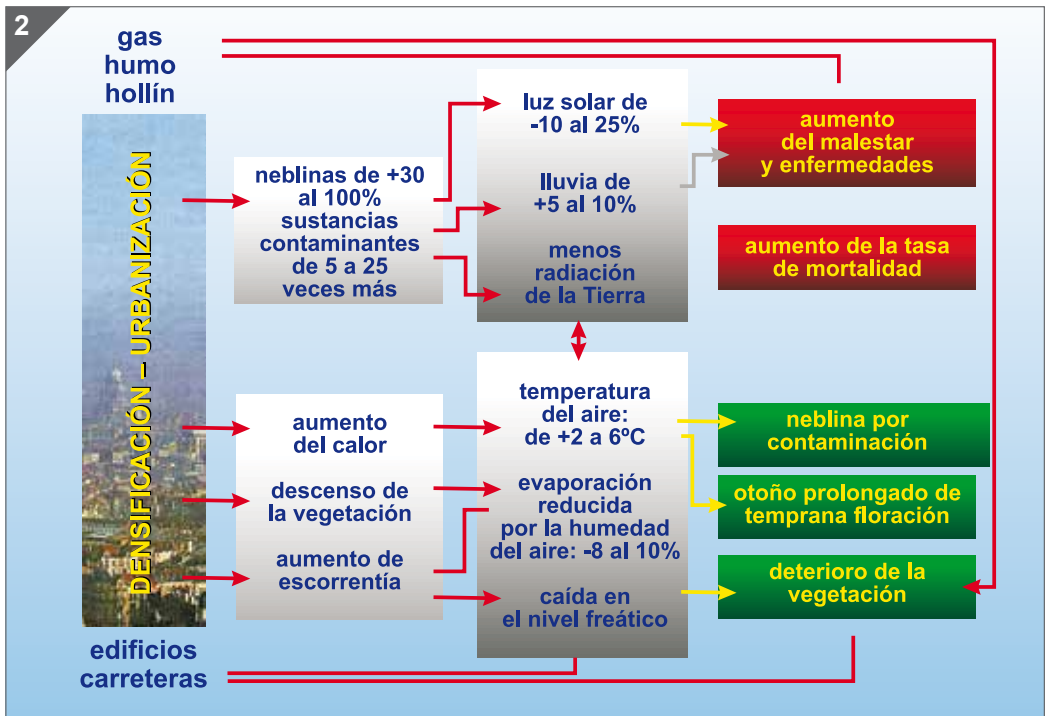 2
gas
humo
hollín
DENSIFICACIÓN – URBANIZACIÓN
edificios
carreteras
neblinas de +30
al 100%
sustancias
contaminantes
de 5 a 25
veces más
luz solar de
-10 al 25%
lluvia de
+5 al 10%
menos
radiación
de la Tierra
aumento
del malestar
y enfermedades
aumento de la tasa
de mortalidad
aumento
del calor
descenso de
la vegetación
aumento de
escorrentía
temperatura
del aire:
de +2 a 6ºC
evaporación
reducida
por la humedad
del aire: -8 al 10%
caída en
el nivel freático
neblina por
contaminación
otoño prolongado de
temprana floración
deterioro de la
vegetación